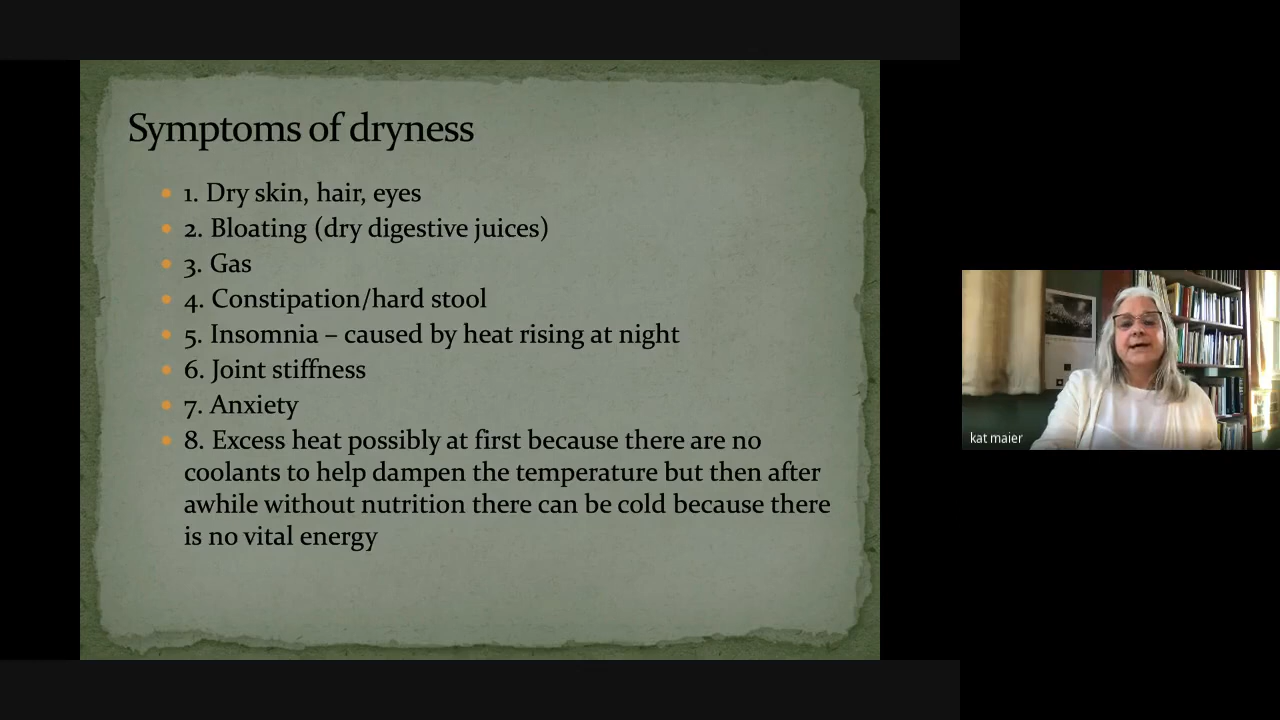 Symptoms of dryness
1. Dry skin, hair, eyes
2. Bloating (dry digestive juices)
3. Gas
4. Constipation/hard stool
5. Insomnia – caused by heat rising at night
6. Joint stiffness
7. Anxiety
8. Excess heat possibly at first because there are no
coolants to help dampen the temperature but then after
awhile without nutrition there can be cold because there
is no vital energy
kat maier